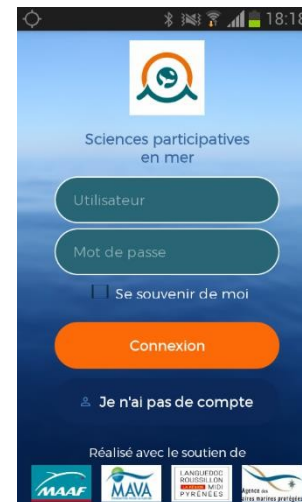 18:18
Sciences participatives
en mer
Utilisateur
Mot de passe
Se souvenir de moi
Connexion
Je n'ai pas de compte
Réalisé avec le soutien de
MAAF
MAVA
LANGUEDOC
ROUSSILLON
MIDI
PYRÉNÉES
Agence des
aires marines protégées